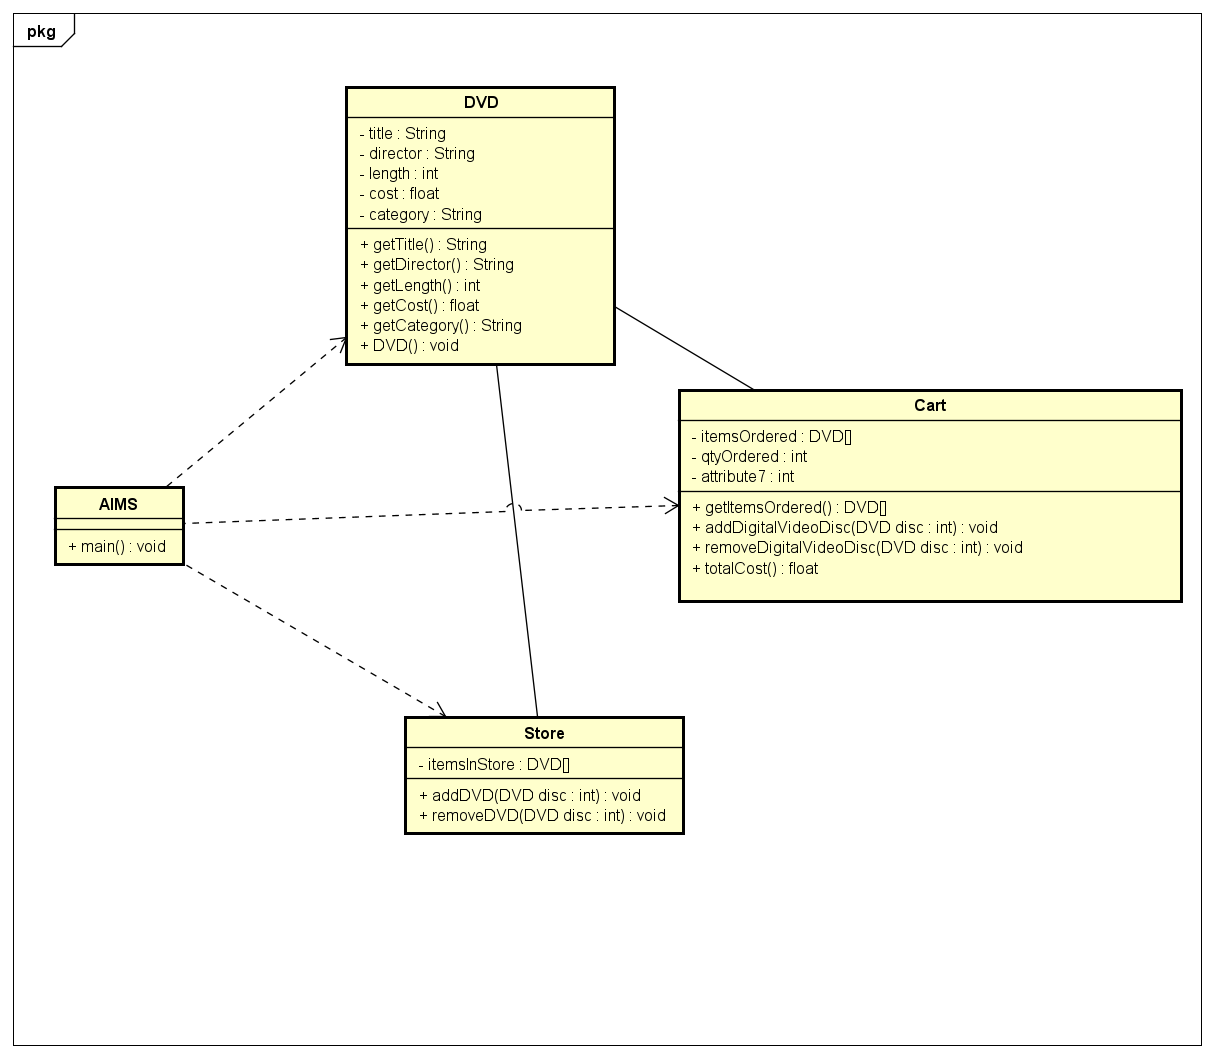 pkg
DVD
- title : String
- director : String
- length : int
- cost : float
- category : String
+ getTitle() : String
+ getDirector() : String
+ getLength() : int
+ getCost() : float
+ getCategory() : String
+ DVD() : void
Cart
- itemsOrdered : DVD[]
- qtyOrdered : int
- attribute7 : int
+ getItemsOrdered() : DVD[]
+ addDigitalVideoDisc(DVD disc : int) : void
+ removeDigitalVideoDisc(DVD disc : int) : void
+ totalCost() : float
AIMS
+ main() : void
Store
- itemsInStore : DVD[]
+ addDVD(DVD disc : int) : void
+ removeDVD(DVD disc : int) : void